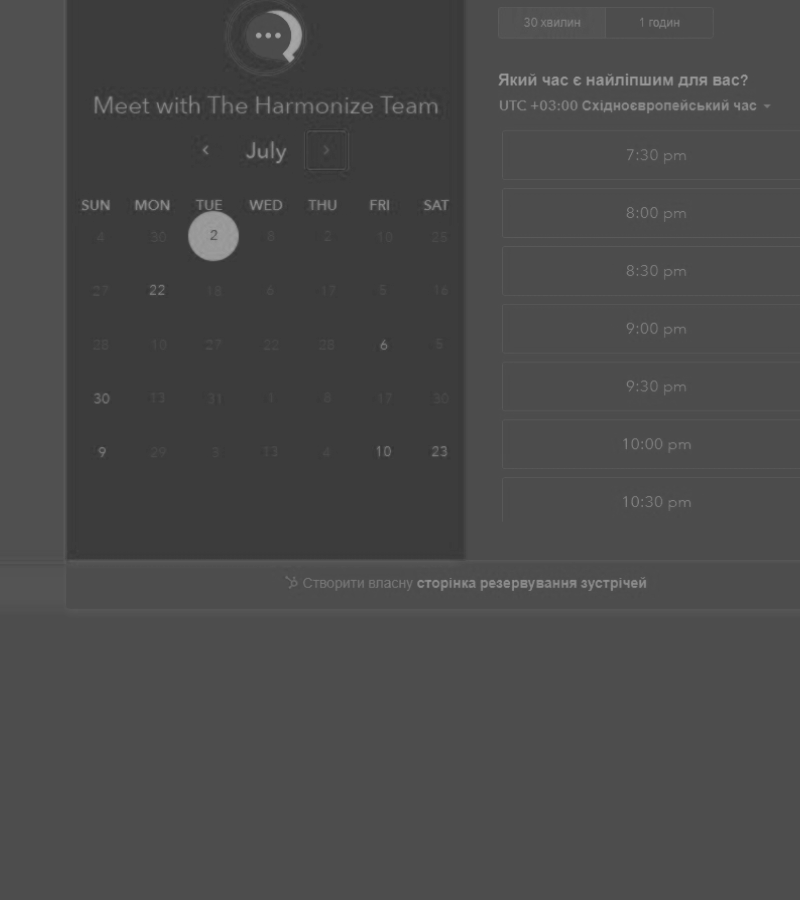 30 хвилин 1 годин
Який час є найліпшим для вас?
UTC +03:00 Східноєвропейський час
Meet with The Harmonize Team
July
SUN MON TUE WED THU FRI SAT
4 30 2 8 2 10 25
27 22 18 6 17 5 16
28 10 27 22 28 6 5
30 13 31 1 8 17 30
9 29 3 13 4 10 23
7:30 pm
8:00 pm
8:30 pm
9:00 pm
9:30 pm
10:00 pm
10:30 pm
Створити власну сторінка резервування зустрічей